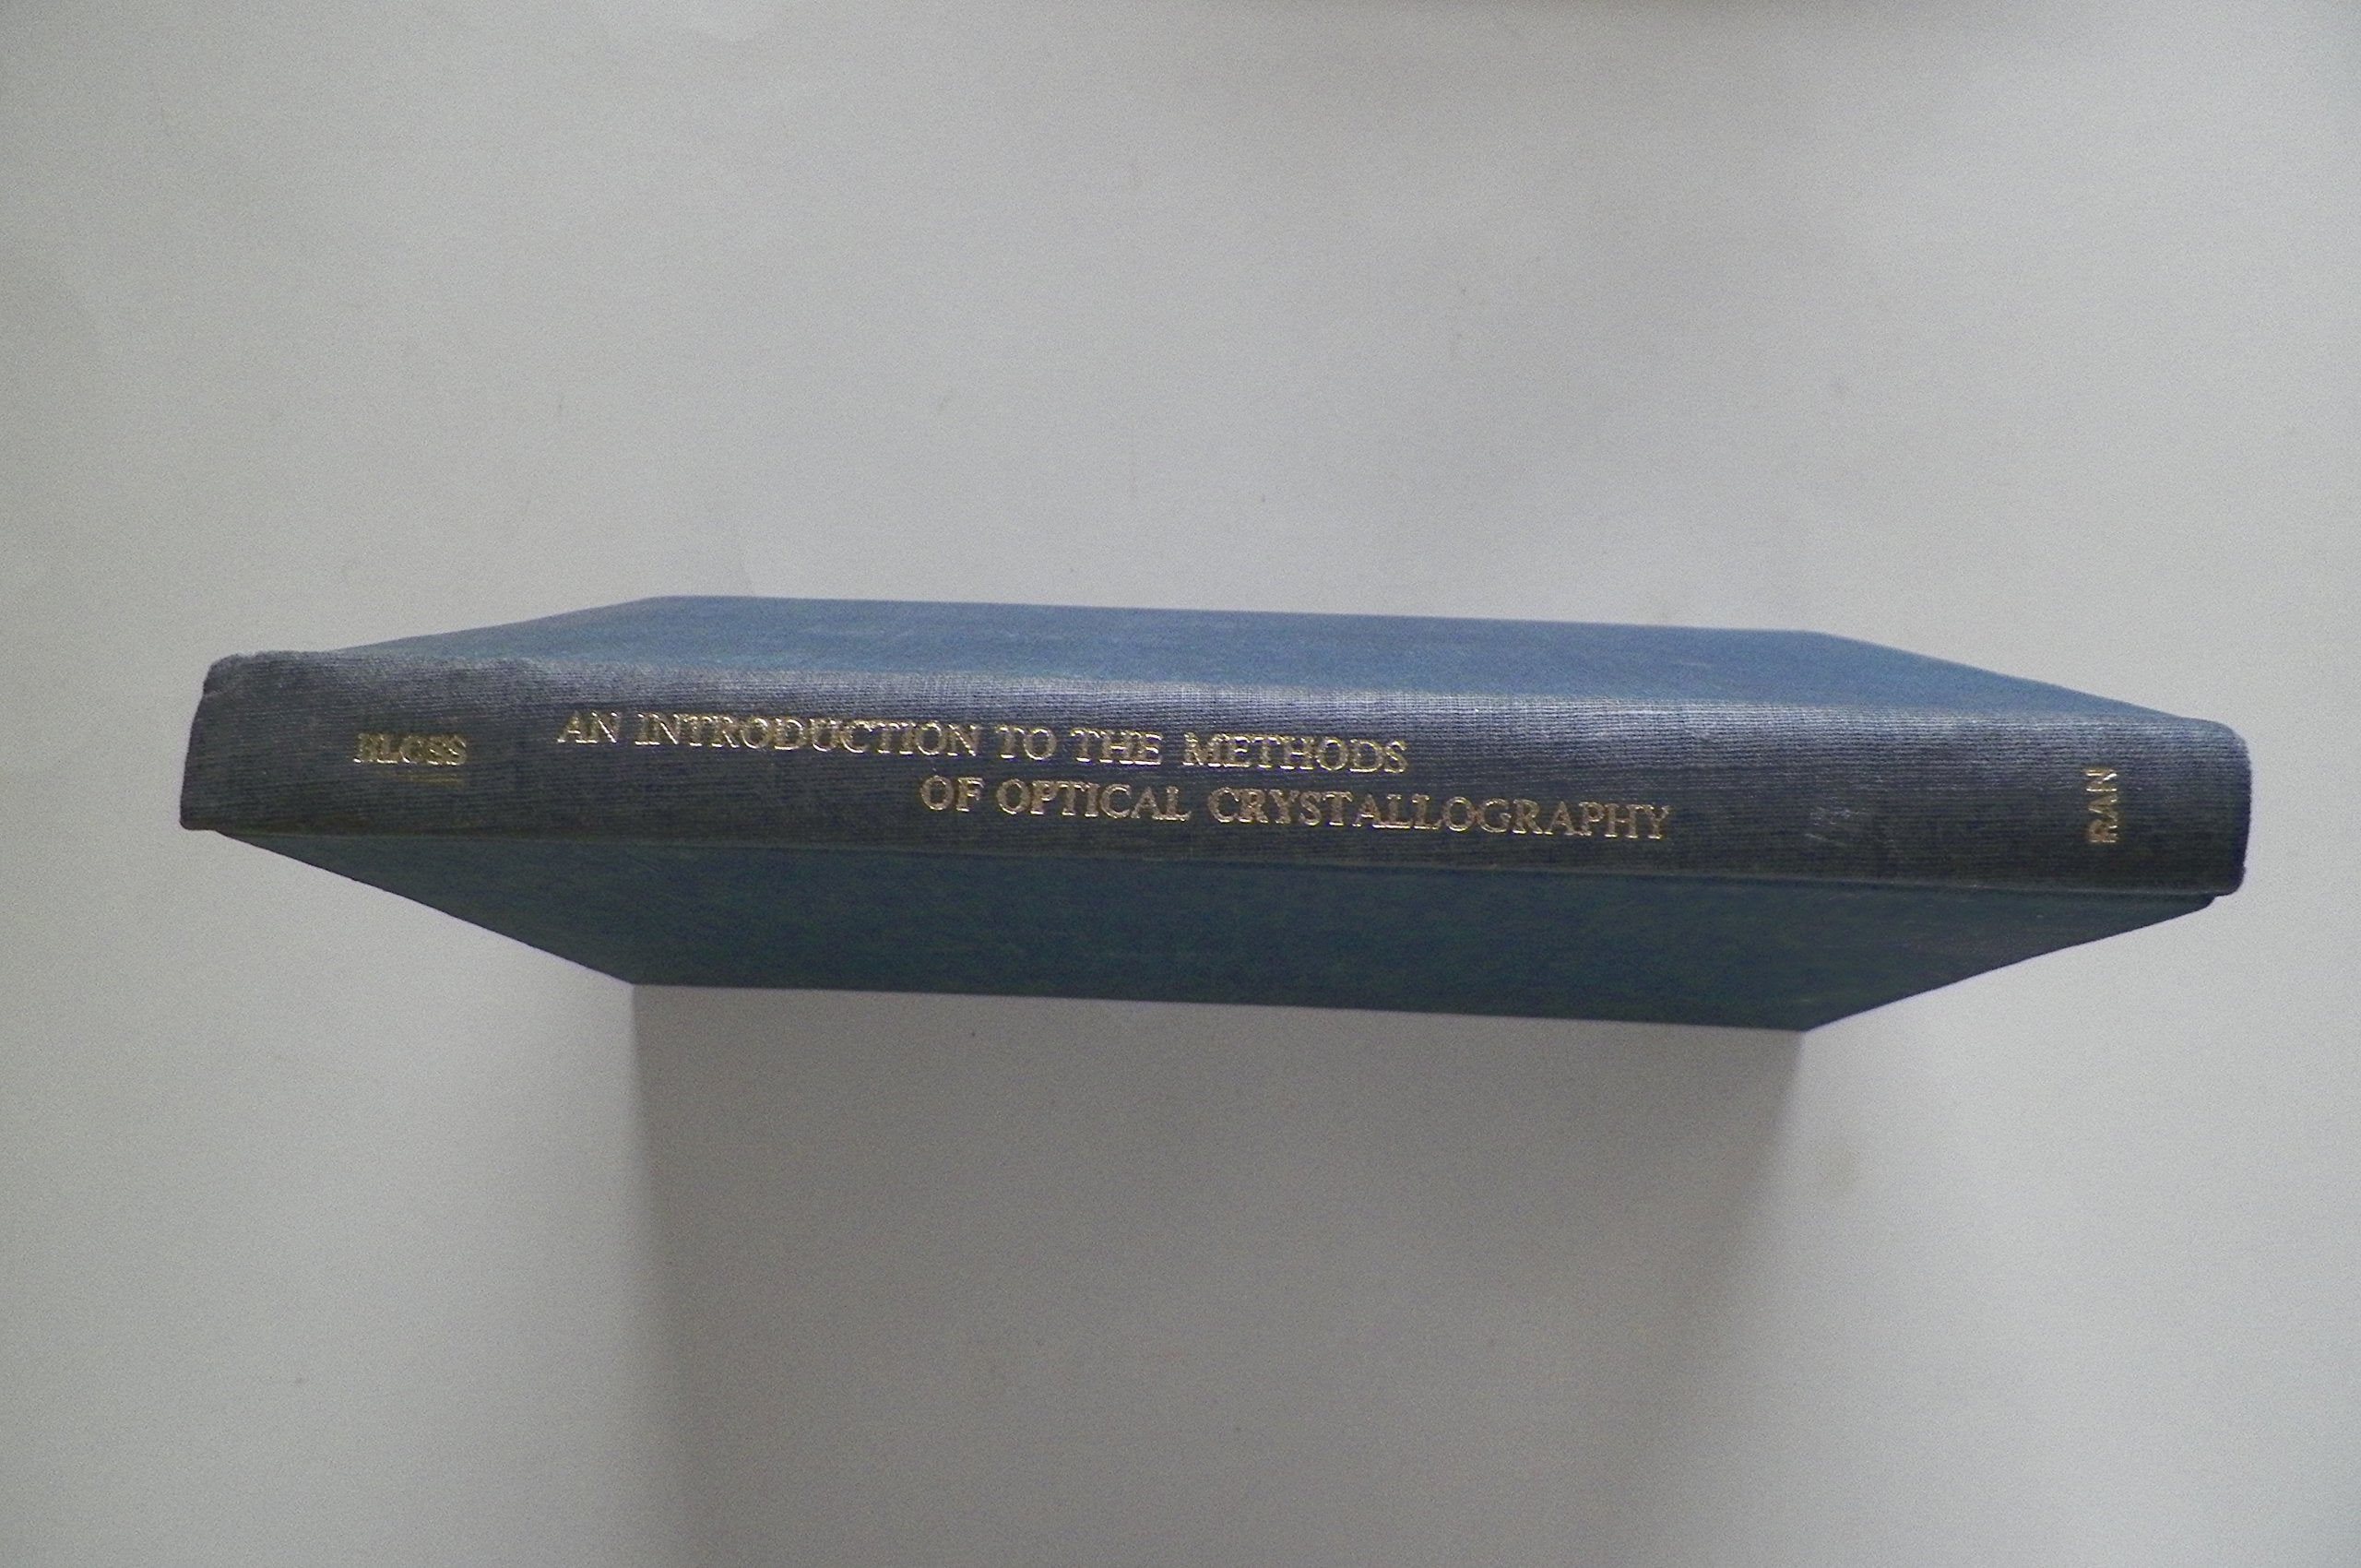 BLOSS
AN INTRODUCTION TO THE METHODS
OF OPTICAL CRYSTALLOGRAPHY
RAN